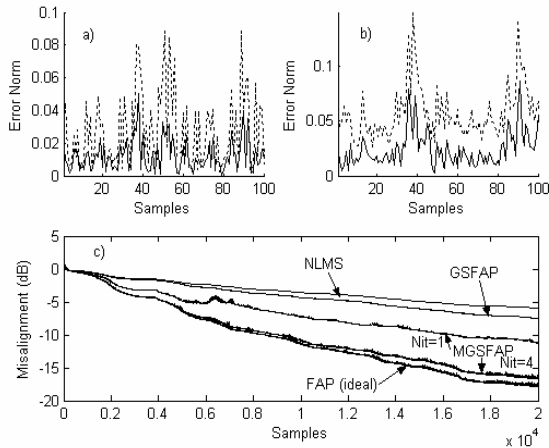 0.1
0.08
0.06
0.04
0.02
0
Error Norm
a)
0 20 40 60 80 100
Samples
0.1
0.05
0
Error Norm
b)
0 20 40 60 80 100
Samples
5
0
-5
-10
-15
-20
Misalignment (dB)
c)
NLMS
GSFAP
Nit=1
MGSFAP
Nit=4
FAP (ideal)
0 0.2 0.4 0.6 0.8 1 1.2 1.4 1.6 1.8 2
Samples
x 10⁴